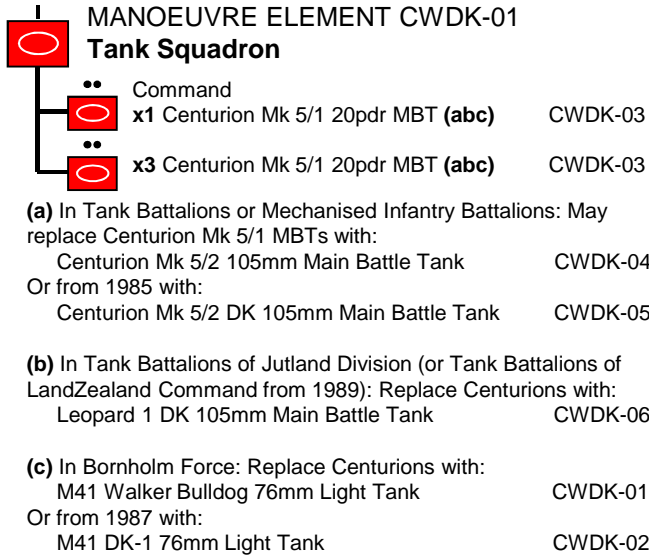 MANOEUVRE ELEMENT CWDK-01
Tank Squadron
Command
x1 Centurion Mk 5/1 20pdr MBT (abc) CWDK-03
x3 Centurion Mk 5/1 20pdr MBT (abc) CWDK-03
(a) In Tank Battalions or Mechanised Infantry Battalions: May
replace Centurion Mk 5/1 MBTs with:
Centurion Mk 5/2 105mm Main Battle Tank CWDK-04
Or from 1985 with:
Centurion Mk 5/2 DK 105mm Main Battle Tank CWDK-05
(b) In Tank Battalions of Jutland Division (or Tank Battalions of
LandZealand Command from 1989): Replace Centurions with:
Leopard 1 DK 105mm Main Battle Tank CWDK-06
(c) In Bornholm Force: Replace Centurions with:
M41 Walker Bulldog 76mm Light Tank CWDK-01
Or from 1987 with:
M41 DK-1 76mm Light Tank CWDK-02